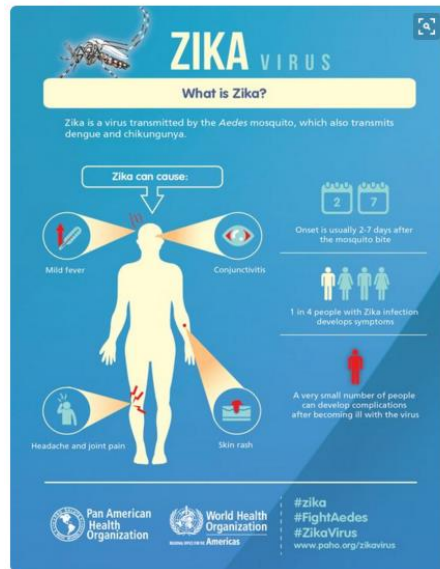 ZIKA VIRUS
What is Zika?
Zika is a virus transmitted by the Aedes mosquito, which also transmits
dengue and chikungunya.
Zika can cause:
Mild fever
Conjunctivitis
Headache and joint pain
Skin rash
2 7
Onset is usually 2-7 days after
the mosquito bite
1 in 4 people with Zika infection
develops symptoms
A very small number of people
can develop complications
after becoming ill with the virus
Pan American
Health
Organization
World Health
Organization
REGIONAL OFFICE FOR THE Americas
#zika
#FightAedes
#ZikaVirus
www.paho.org/zikavirus